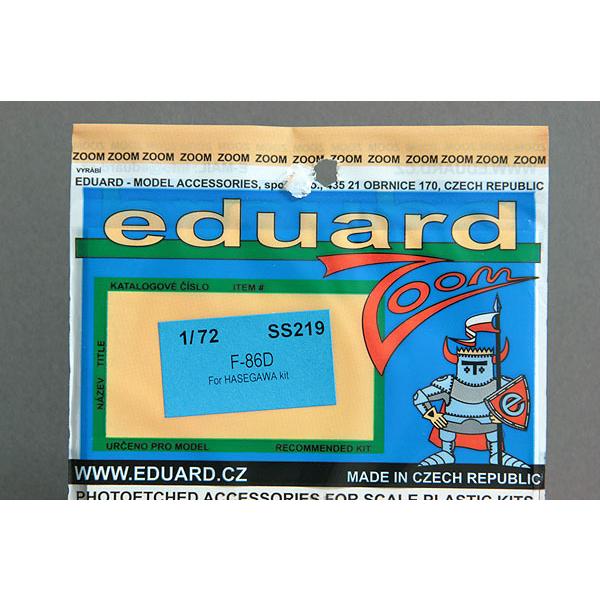 ZOOM ZOOM ZOOM ZOOM ZOOM ZOOM ZOOM ZOOM ZOOM ZOOM ZOOM ZOOM ZOOM
VYRÁBÍ
EDUARD - MODEL ACCESSORIES, 435 21 OBRNICE 170, CZECH REPUBLIC
eduard
Zoom
KATALOGOVÉ ČÍSLO ITEM #
NÁZEV TITLE
1/72 SS219
F-86D
For HASEGAWA kit
e
URČENO PRO MODEL RECOMMENDED KIT
WWW.EDUARD.CZ MADE IN CZECH REPUBLIC
PHOTOETCHED ACCESSORIES FOR SCALE PLASTIC KITS